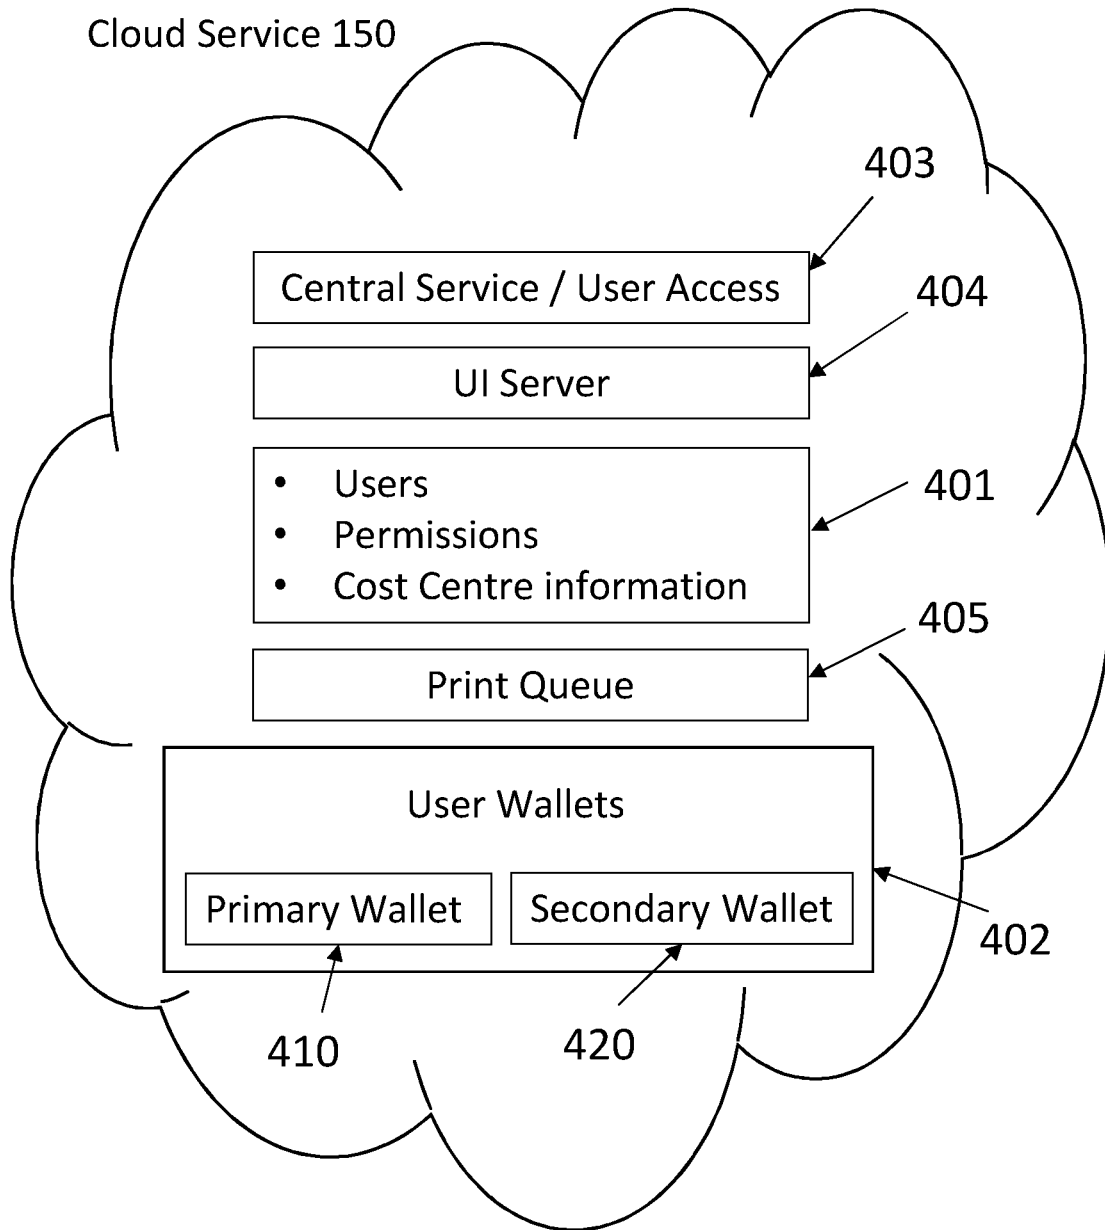 Cloud Service 150
403
Central Service / User Access
404
UI Server
401
• Users
• Permissions
• Cost Centre information
405
Print Queue
User Wallets
Primary Wallet
Secondary Wallet
402
410
420